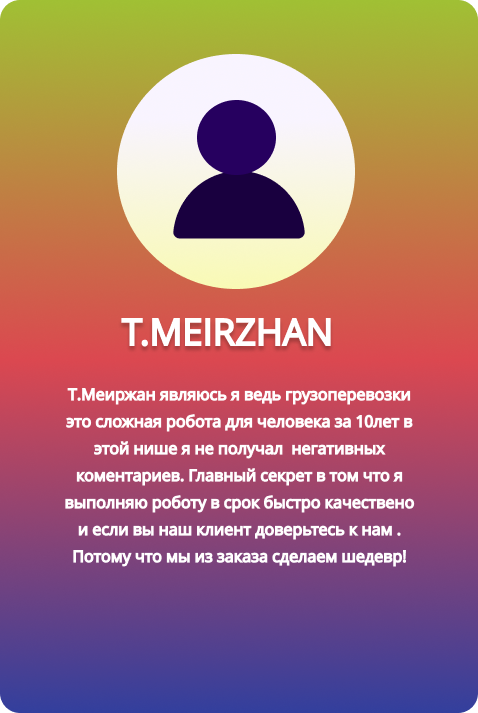 T.MEIRZHAN
Т.Меиржан являюсь я ведь грузоперевозки
это сложная робота для человека за 10лет в
этой нише я не получал  негативных
коментариев. Главный секрет в том что я
выполняю роботу в срок быстро качествено
и если вы наш клиент доверьтесь к нам .
Потому что мы из заказа сделаем шедевр!